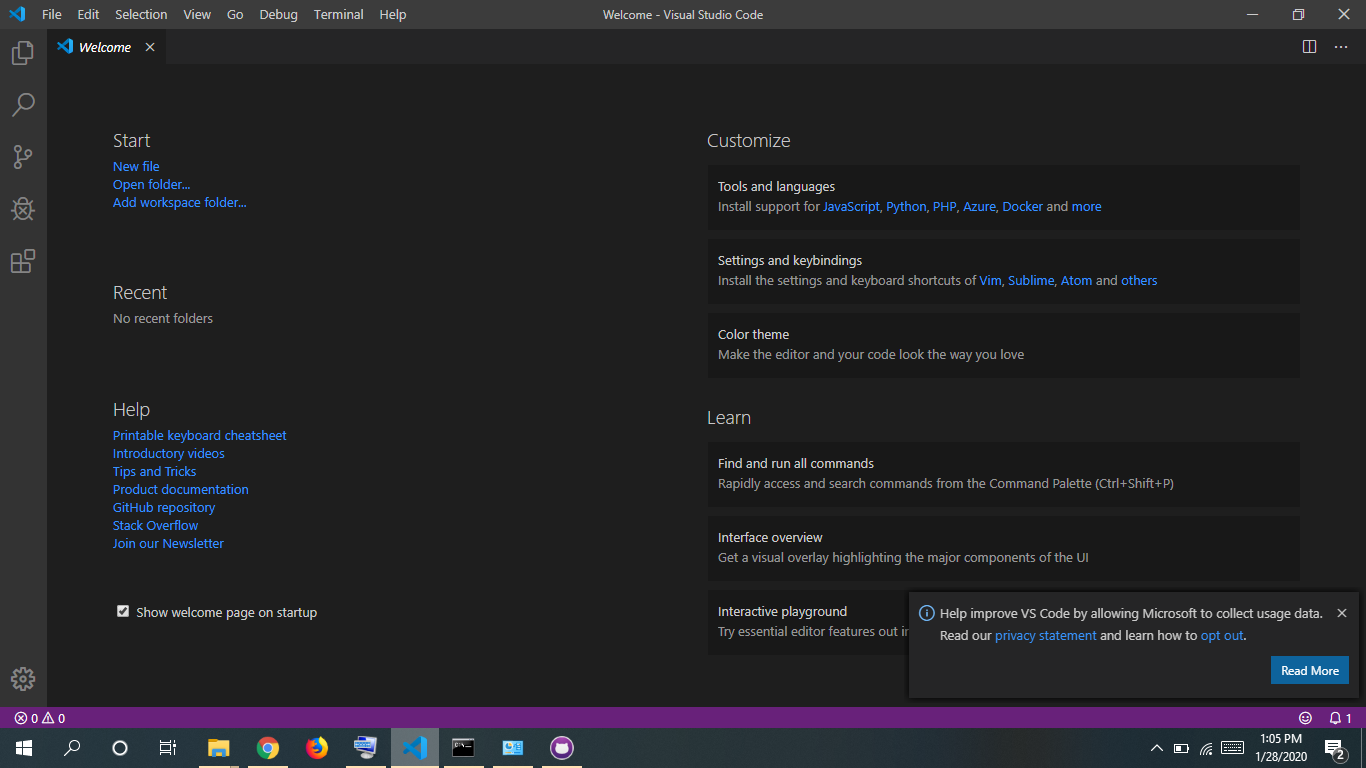 File Edit Selection View Go Debug Terminal Help Welcome - Visual Studio Code
Welcome
Start
New file
Open folder...
Add workspace folder...
Recent
No recent folders
Help
Printable keyboard cheatsheet
Introductory videos
Tips and Tricks
Product documentation
GitHub repository
Stack Overflow
Join our Newsletter
Show welcome page on startup
Customize
Tools and languages
Install support for JavaScript, Python, PHP, Azure, Docker and more
Settings and keybindings
Install the settings and keyboard shortcuts of Vim, Sublime, Atom and others
Color theme
Make the editor and your code look the way you love
Learn
Find and run all commands
Rapidly access and search commands from the Command Palette (Ctrl+Shift+P)
Interface overview
Get a visual overlay highlighting the major components of the UI
Interactive playground
Try essential editor features out in
Help improve VS Code by allowing Microsoft to collect usage data.
Read our privacy statement and learn how to opt out.
Read More
0 0 1
1:05 PM
1/28/2020
2